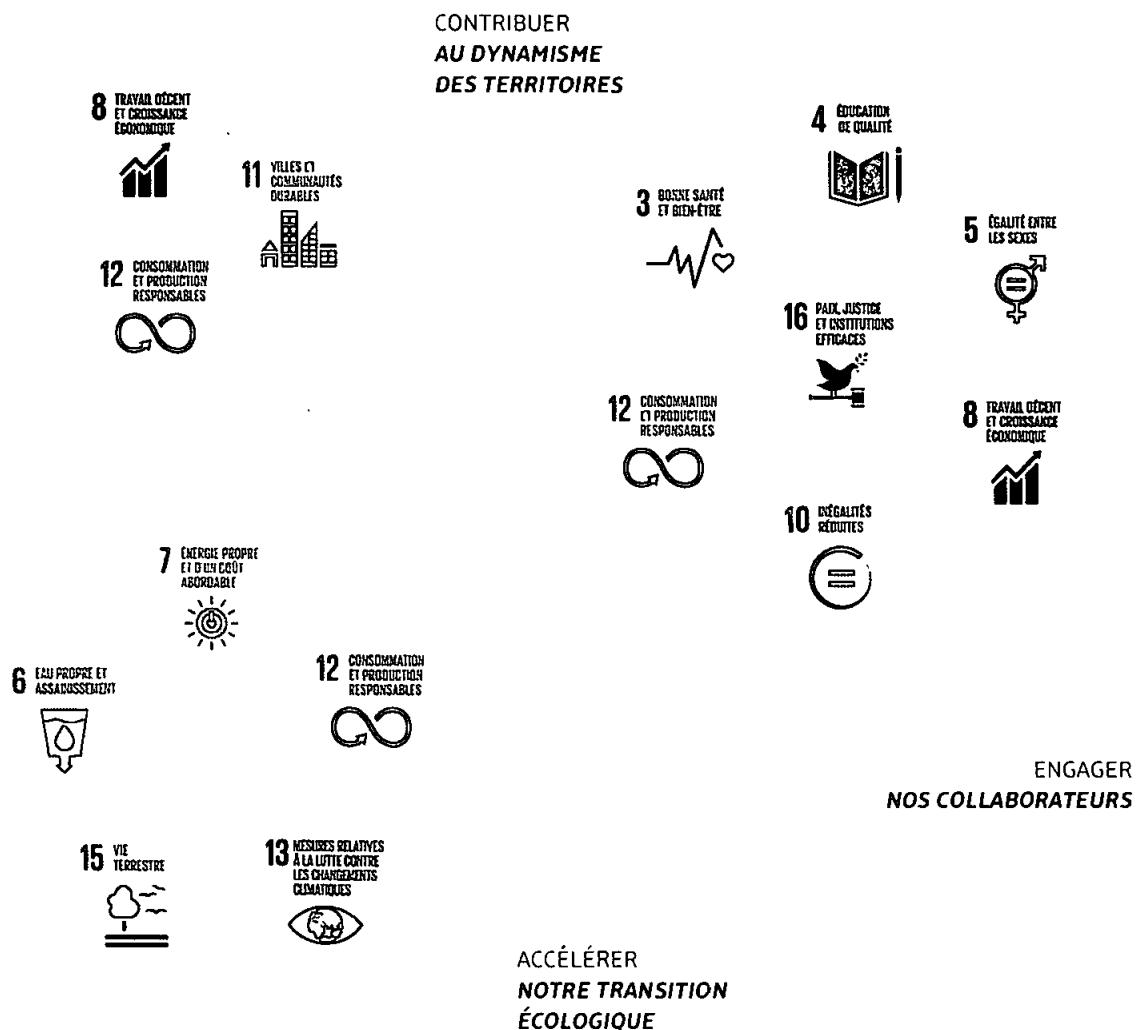 CONTRIBUER
AU DYNAMISME
DES TERRITOIRES
8 TRAVAIL DÉCENT
ET CROISSANCE
ÉCONOMIQUE
11 VILLES ET
COMMUNAUTÉS
DURABLES
12 CONSOMMATION
ET PRODUCTION
RESPONSABLES
4 ÉDUCATION
DE QUALITÉ
3 BONNE SANTÉ
ET BIEN-ÊTRE
5 ÉGALITÉ ENTRE
LES SEXES
16 PAIX, JUSTICE
ET INSTITUTIONS
EFFICACES
12 CONSOMMATION
ET PRODUCTION
RESPONSABLES
8 TRAVAIL DÉCENT
ET CROISSANCE
ÉCONOMIQUE
10 INÉGALITÉS
RÉDUITES
7 ÉNERGIE PROPRE
ET D'UN COÛT
ABORDABLE
6 EAU PROPRE ET
ASSAINISSEMENT
12 CONSOMMATION
ET PRODUCTION
RESPONSABLES
ENGAGER
NOS COLLABORATEURS
15 VIE
TERRESTRE
13 MESURES RELATIVES
À LA LUTTE CONTRE
LES CHANGEMENTS
CLIMATIQUES
ACCÉLÉRER
NOTRE TRANSITION
ÉCOLOGIQUE